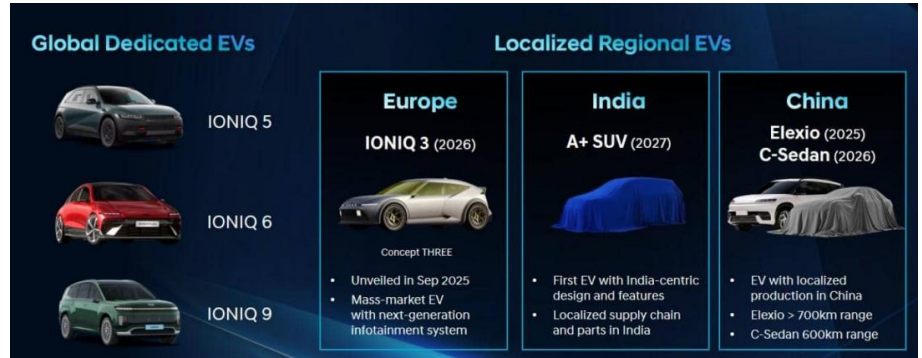 Global Dedicated EVs
IONIQ 5
IONIQ 6
IONIQ 9
Localized Regional EVs
Europe
IONIQ 3 (2026)
Concept THREE
• Unveiled in Sep 2025
• Mass-market EV
with next-generation
infotainment system
India
A+ SUV (2027)
• First EV with India-centric
design and features
• Localized supply chain
and parts in India
China
Elexio (2025)
C-Sedan (2026)
• EV with localized
production in China
• Elexio > 700km range
• C-Sedan 600km range